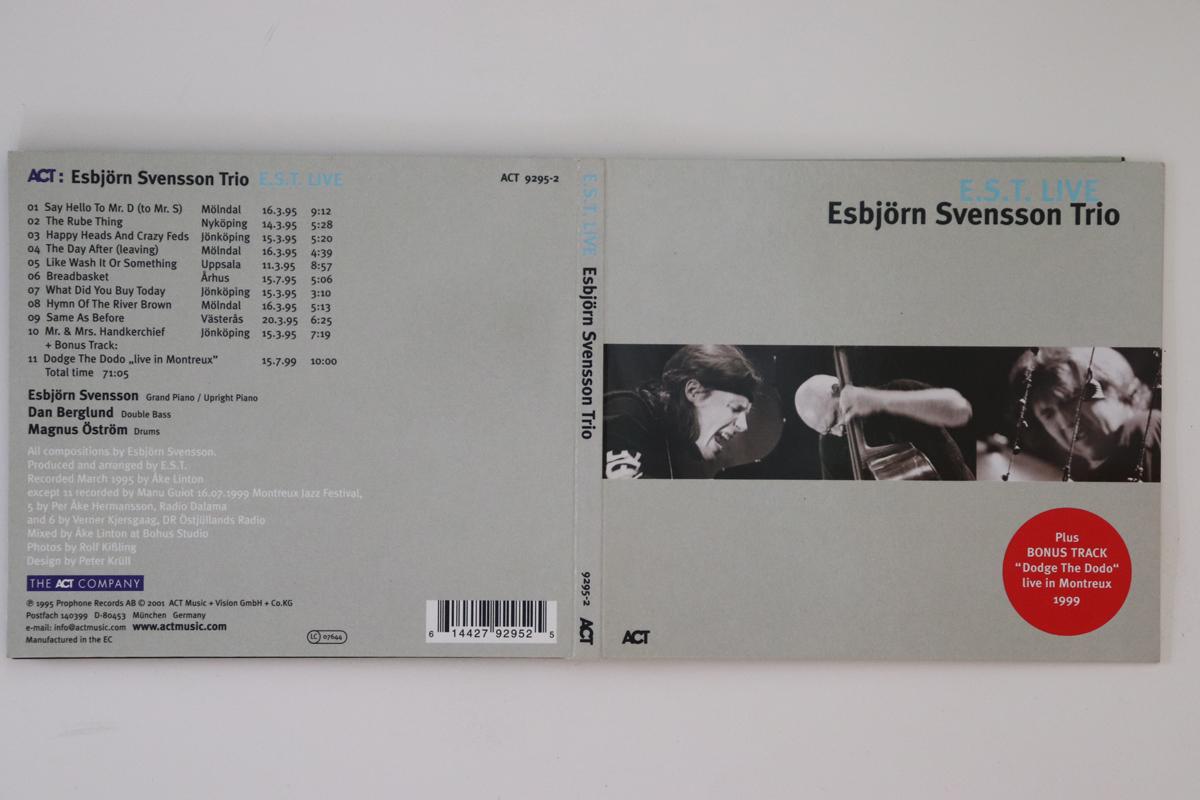 ACT: Esbjörn Svensson Trio E.S.T. LIVE ACT 9295-2
01 Say Hello To Mr. D (to Mr. S) Mölndal 16.3.95 9:12
02 The Rube Thing Nyköping 14.3.95 5:28
03 Happy Heads And Crazy Feds Jönköping 15.3.95 5:20
04 The Day After (leaving) Mölndal 16.3.95 4:39
05 Like Wash It Or Something Uppsala 11.3.95 8:57
06 Breadbasket Århus 15.7.95 5:06
07 What Did You Buy Today Jönköping 15.3.95 3:10
08 Hymn Of The River Brown Mölndal 16.3.95 5:13
09 Same As Before Västerås 20.3.95 6:25
10 Mr. & Mrs. Handkerchief Jönköping 15.3.95 7:19
+ Bonus Track:
11 Dodge The Dodo „live in Montreux" 15.7.99 10:00
Total time 71:05
Esbjörn Svensson Grand Piano / Upright Piano
Dan Berglund Double Bass
Magnus Öström Drums
All compositions by Esbjörn Svensson.
Produced and arranged by E.S.T.
Recorded March 1995 by Åke Linton
except 11 recorded by Manu Guiot 16.07.1999 Montreux Jazz Festival,
5 by Per Åke Hermansson, Radio Dalama
and 6 by Verner Kjersgaag, DR Östjüllands Radio
Mixed by Åke Linton at Bohus Studio
Photos by Rolf Kißling
Design by Peter Krüll
THE ACT COMPANY
℗ 1995 Prophone Records AB © 2001 ACT Music + Vision GmbH + Co.KG
Postfach 140399 D-80453 München Germany
e-mail: info@actmusic.com www.actmusic.com
Manufactured in the EC
LC 07644
6 14427 92952 5
E.S.T. LIVE Esbjörn Svensson Trio 9295-2 ACT
E.S.T. LIVE
Esbjörn Svensson Trio
Plus
BONUS TRACK
"Dodge The Dodo"
live in Montreux
1999
ACT